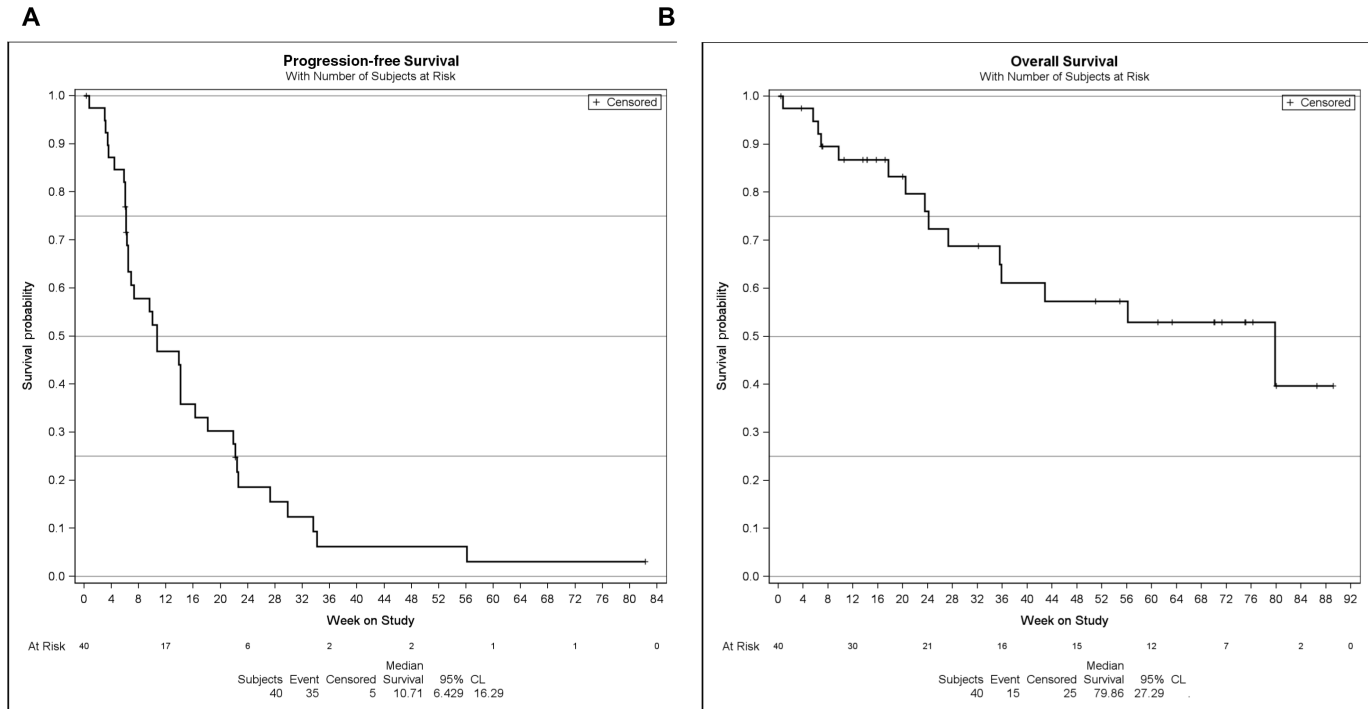 A
Progression-free Survival
With Number of Subjects at Risk
+ Censored
Survival probability
1.0
0.9
0.8
0.7
0.6
0.5
0.4
0.3
0.2
0.1
0.0
0 4 8 12 16 20 24 28 32 36 40 44 48 52 56 60 64 68 72 76 80 84
Week on Study
At Risk 40 17 6 2 2 1 1 0
Median
Subjects Event Censored Survival 95% CL
40 35 5 10.71 6.429 16.29
B
Overall Survival
With Number of Subjects at Risk
+ Censored
Survival probability
1.0
0.9
0.8
0.7
0.6
0.5
0.4
0.3
0.2
0.1
0.0
0 4 8 12 16 20 24 28 32 36 40 44 48 52 56 60 64 68 72 76 80 84 88 92
Week on Study
At Risk 40 30 21 16 15 12 7 2 0
Median
Subjects Event Censored Survival 95% CL
40 15 25 79.86 27.29 .